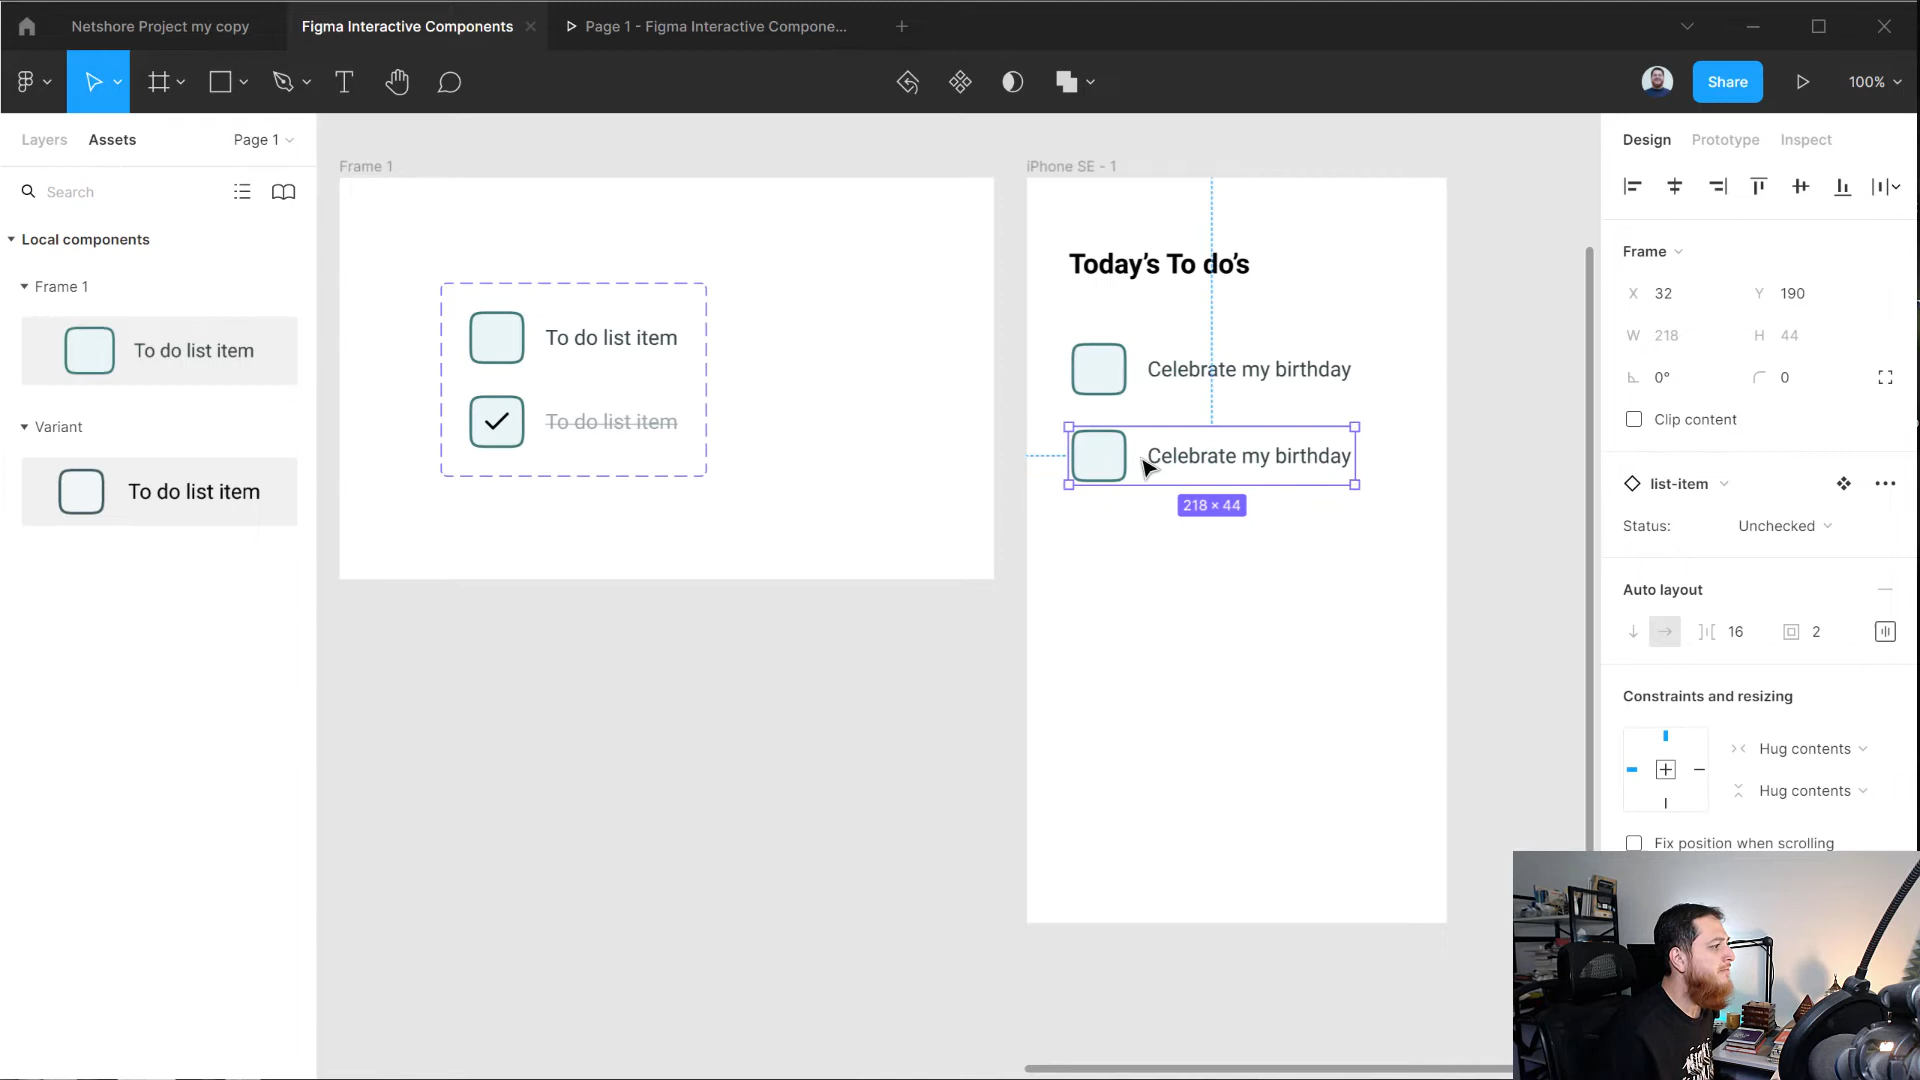 Netshore Project my copy
Figma Interactive Components
Page 1 - Figma Interactive Compone...
Share
100%
Layers
Assets
Page 1
Search
Local components
Frame 1
To do list item
Variant
To do list item
Frame 1
To do list item
To do list item
iPhone SE - 1
Today’s To do’s
Celebrate my birthday
Celebrate my birthday
218 × 44
Design
Prototype
Inspect
Frame
X 32
Y 190
W 218
H 44
0°
0
Clip content
list-item
Status: Unchecked
Auto layout
16
2
Constraints and resizing
Hug contents
Hug contents
Fix position when scrolling